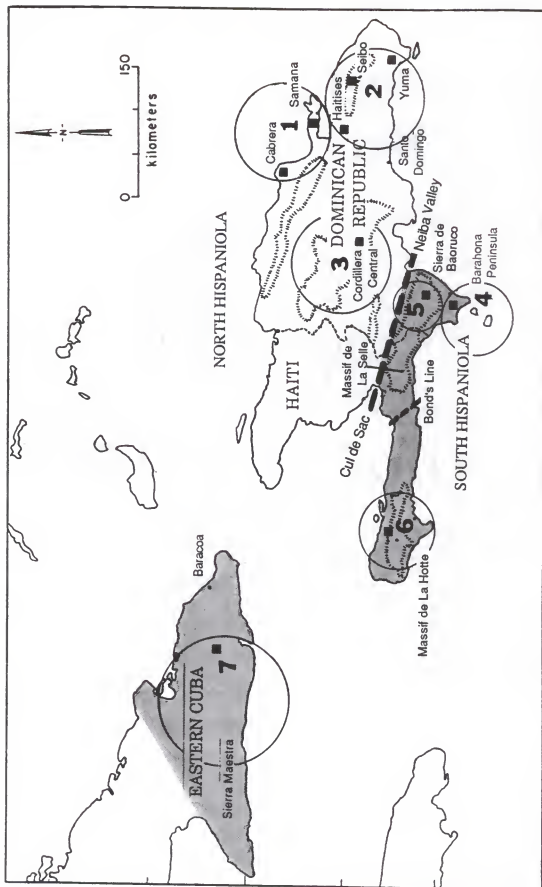 -N-
0 150
kilometers
NORTH HISPANIOLA
Cabrera
1
Samana
Haitises
Seibo
2
Yuma
Santo
Domingo
DOMINICAN
REPUBLIC
3
Cordillera
Central
HAITI
Massif de
La Selle
Cul de Sac
Neiba Valley
Sierra de
Baoruco
5
Barahona
Peninsula
4
Bond's Line
SOUTH HISPANIOLA
6
Massif de La Hotte
Baracoa
EASTERN CUBA
7
Sierra Maestra